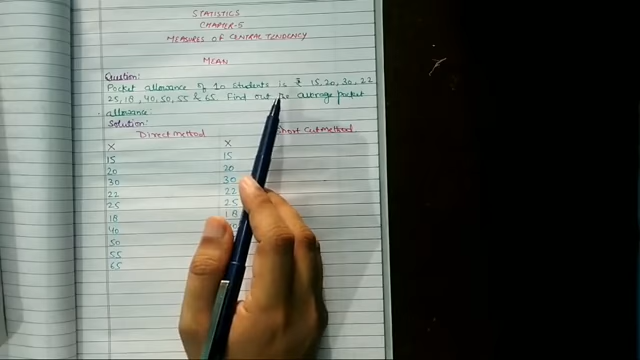 STATISTICS
CHAPTER-5
MEASURES OF CENTRAL TENDENCY
MEAN
Question:
Pocket allowance of 10 students is ₹ 15, 20, 30, 22
25, 18, 40, 50, 55 & 65. Find out the average pocket
allowance.
Solution:
Direct Method Short Cut Method
X X
15 15
20 20
30 30
22 22
25 25
18 18
40
50
55
65